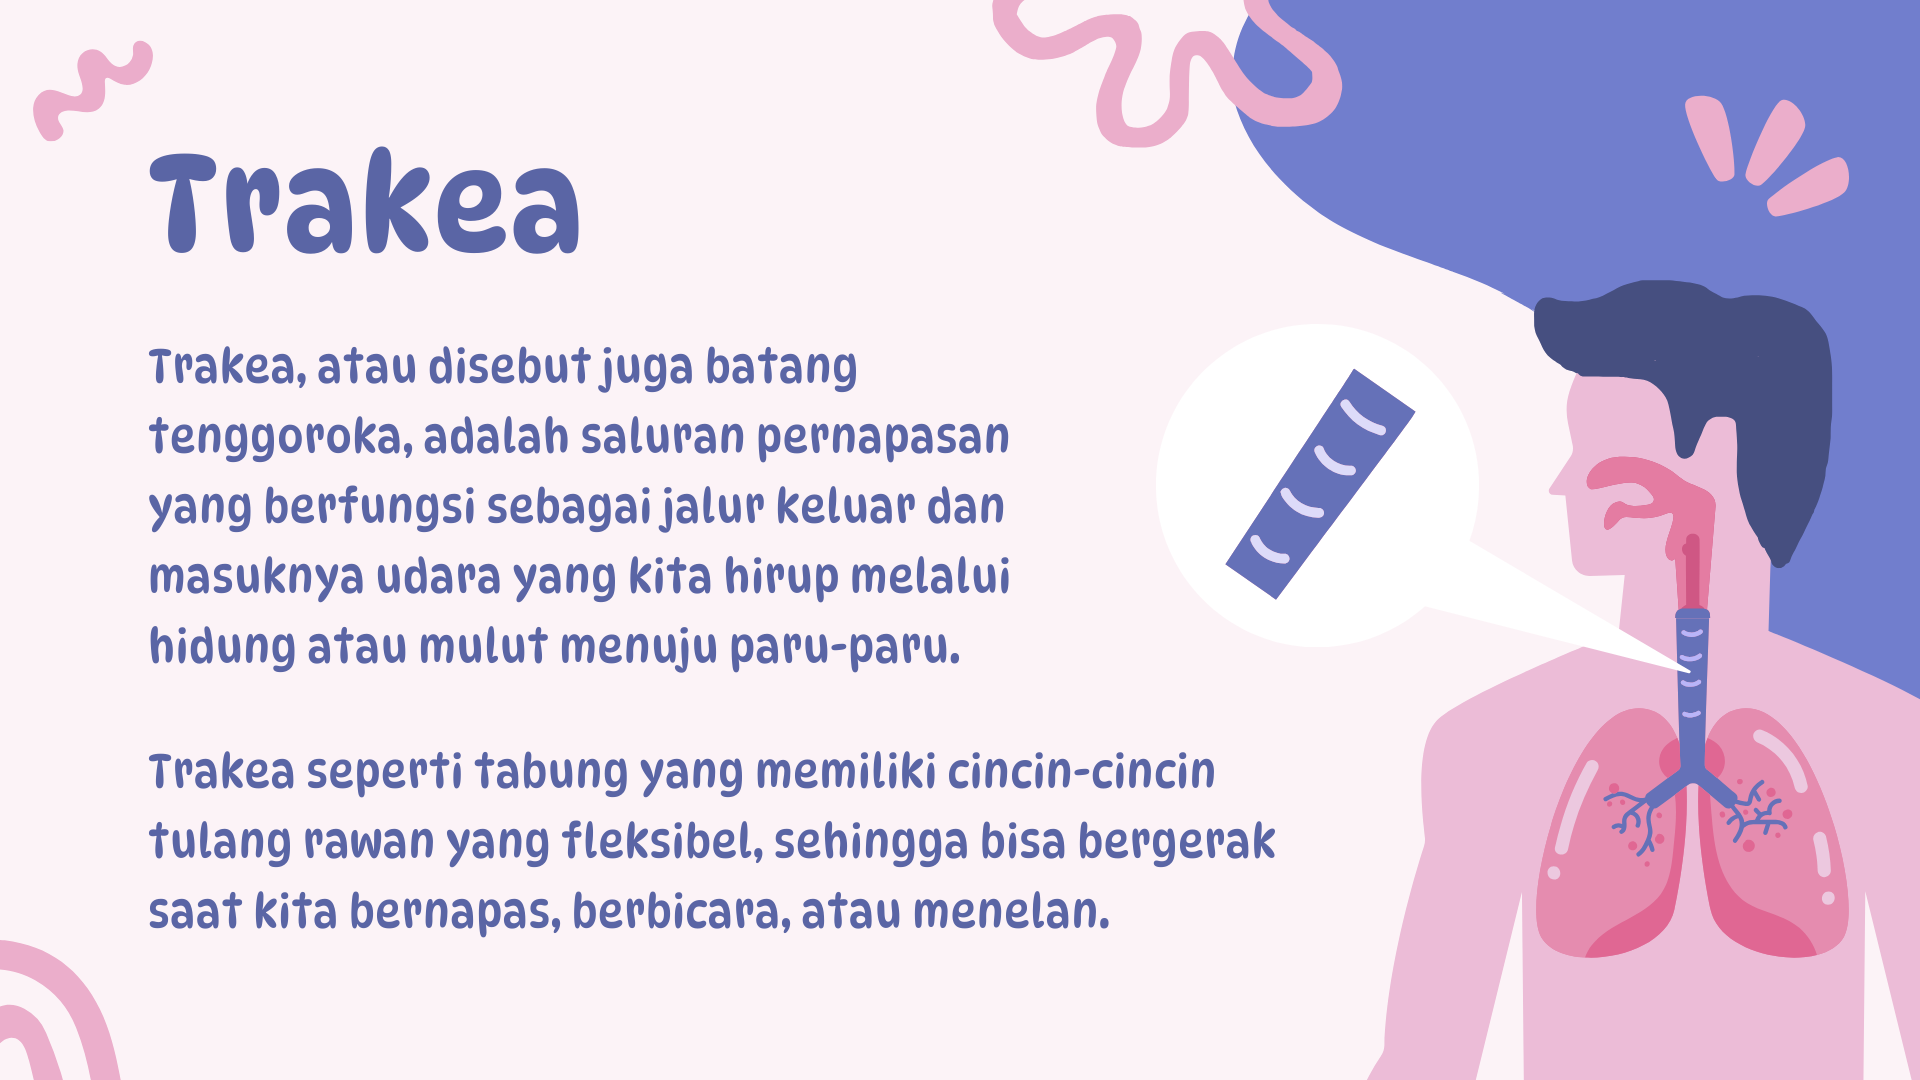 Trakea
Trakea, atau disebut juga batang
tenggoroka, adalah saluran pernapasan
yang berfungsi sebagai jalur keluar dan
masuknya udara yang kita hirup melalui
hidung atau mulut menuju paru-paru.
Trakea seperti tabung yang memiliki cincin-cincin
tulang rawan yang fleksibel, sehingga bisa bergerak
saat kita bernapas, berbicara, atau menelan.